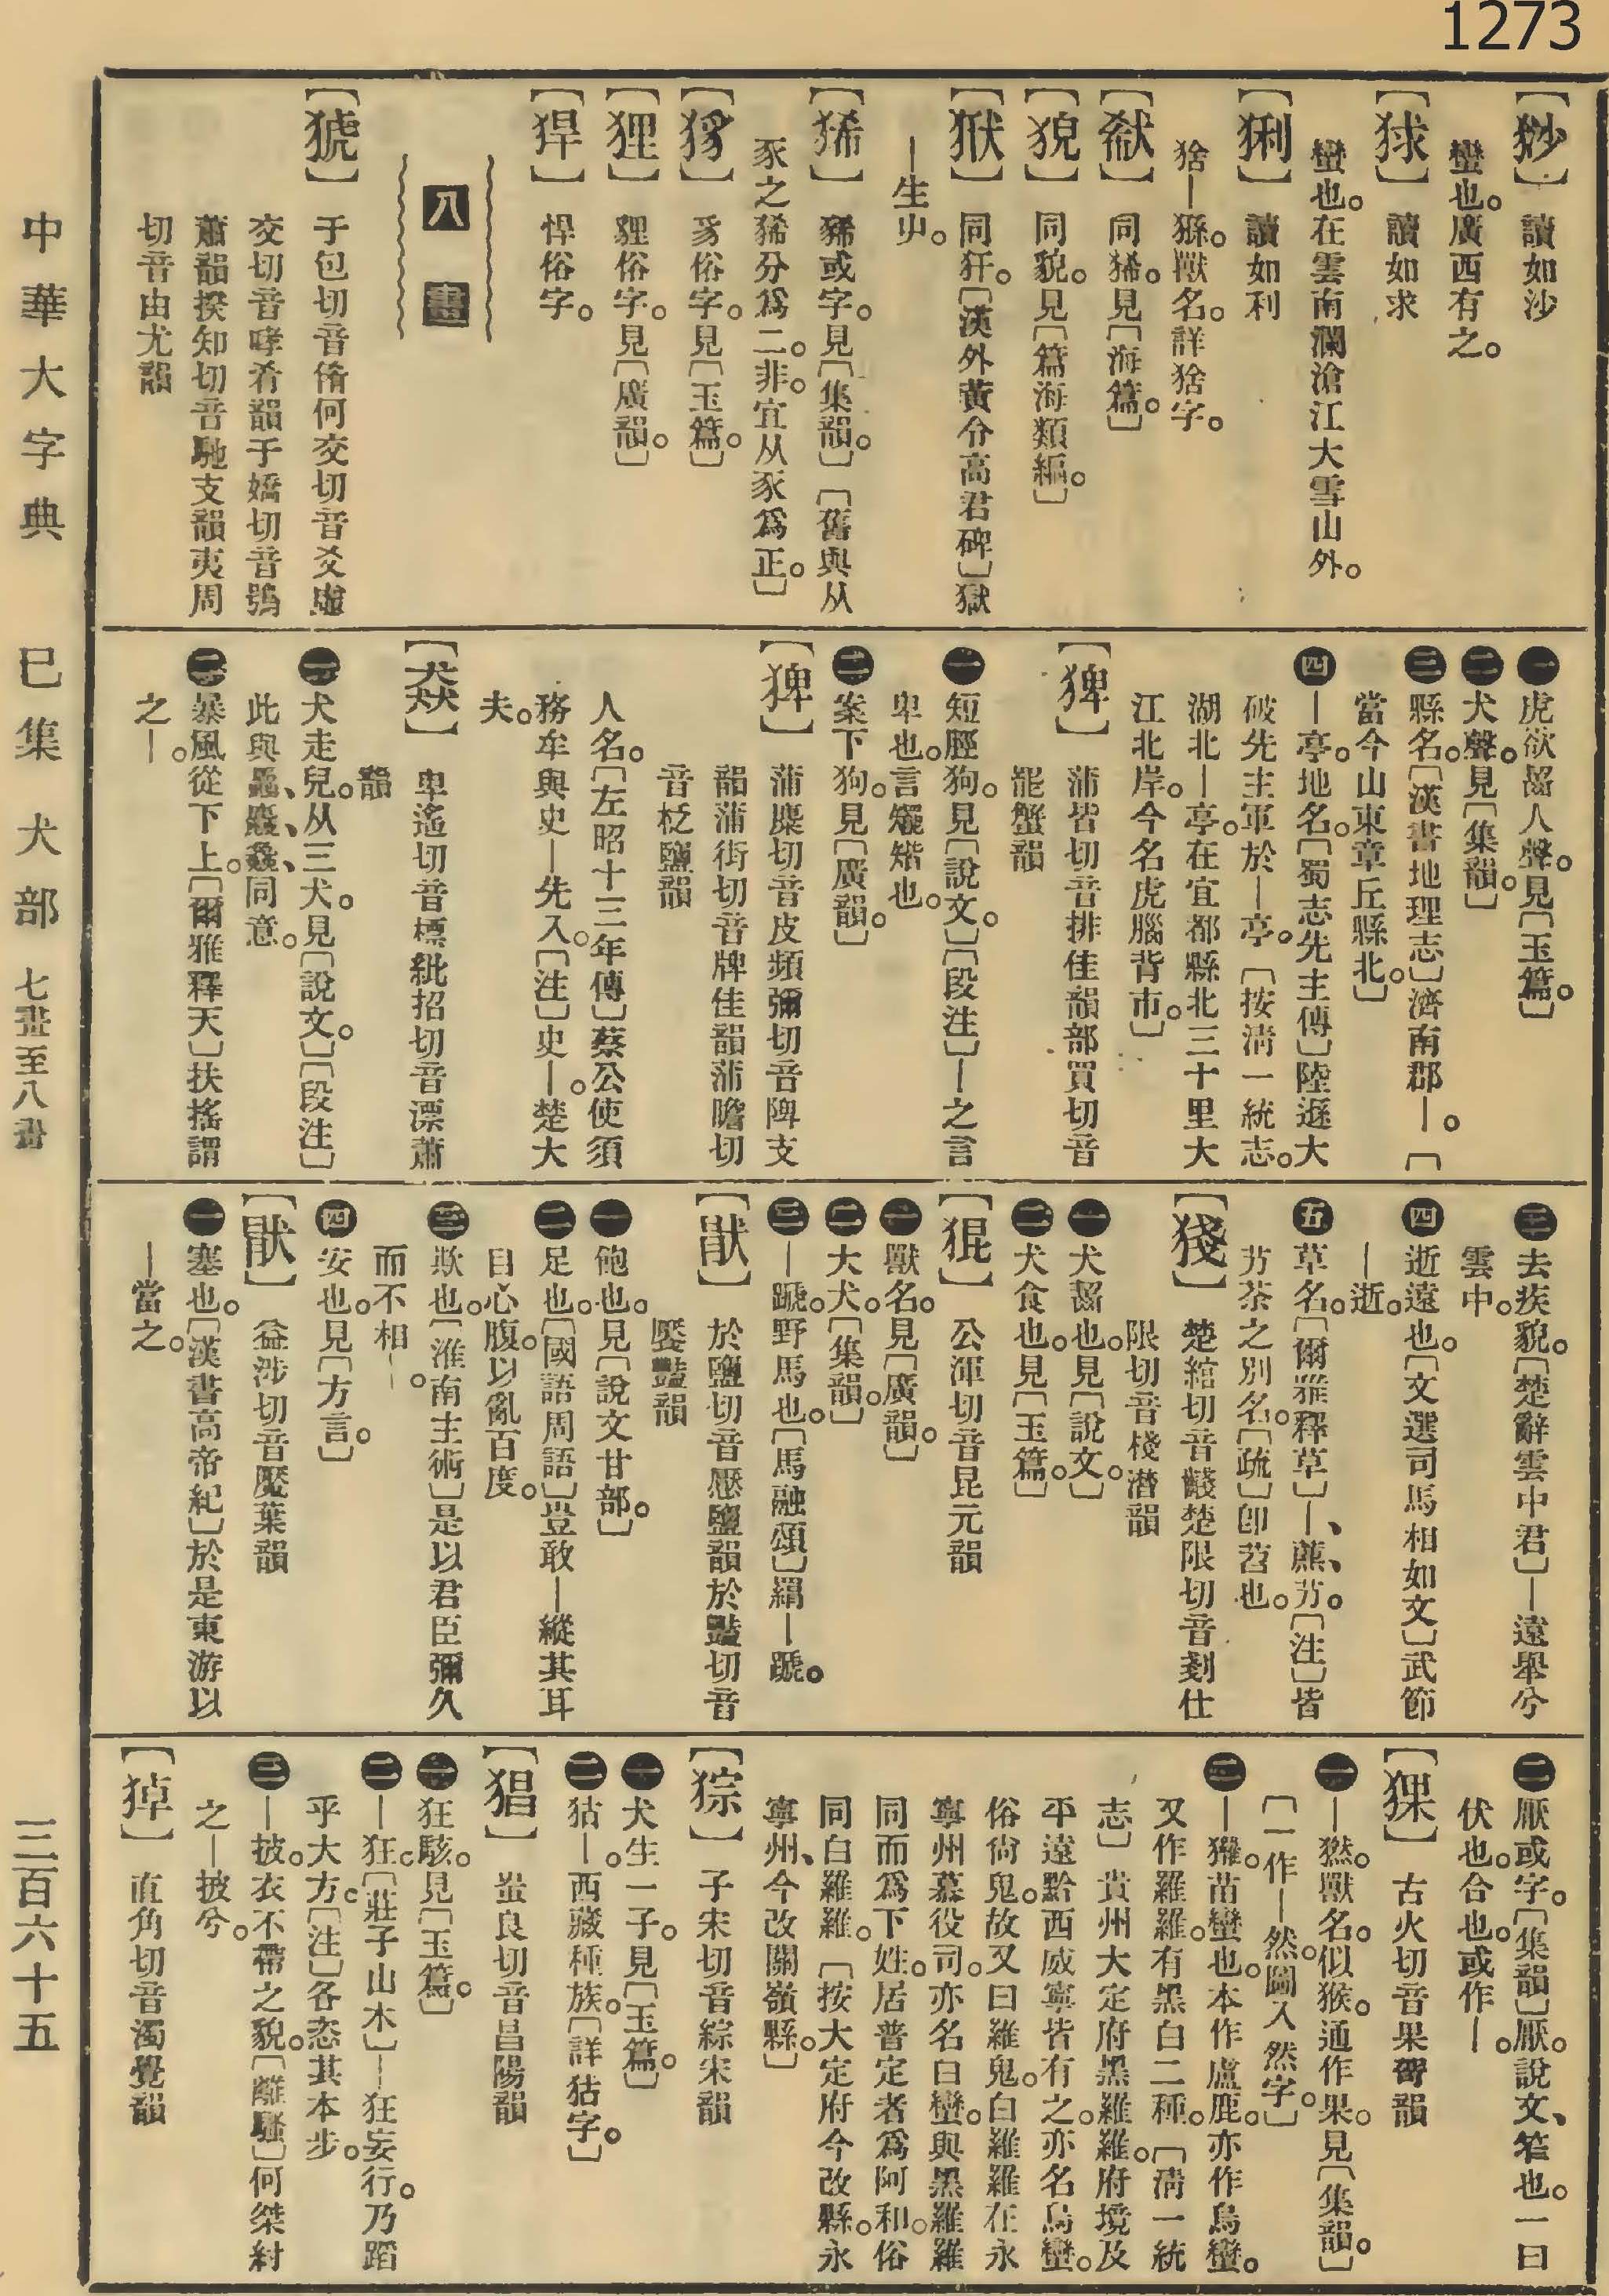 1273
【㹽】讀如沙
蠻也。廣西有之。
【㹱】讀如求
蠻也。在雲南瀾滄江大雪山外。
【猁】讀如利
猞｜猻。獸名。詳猞字。
同狶。見〔海篇。〕
同貌。見〔篇海類編。〕
同犴。〔漢外黃令高君碑〕獄
｜生屮。
【狶】豨或字。見〔集韻。〕〔舊與从
豕之豨分爲二。非。宜从豕爲正。〕
豸俗字。見〔玉篇。〕
【狸】貍俗字。見〔廣韻。〕
【猂】悍俗字。
八畫
【猇】于包切音倄何交切音爻虛
交切音哮肴韻于嬌切音鴞
蕭韻揆知切音馳支韻夷周
切音由尤韻
㊀虎欲齧人聲。見〔玉篇。〕
㊁犬聲。見〔集韻。〕
㊂縣名。〔漢書地理志〕濟南郡｜。〔
當今山東章丘縣北。〕
㊃｜亭。地名。〔蜀志先主傳〕陸遜大
破先主軍於｜亭。〔按淸一統志。
湖北｜亭。在宜都縣北三十里大
江北岸。今名虎腦背市。〕
【猈】蒲皆切音排佳韻部買切音
罷蟹韻
㊀短脛狗。見〔說文。〕〔段注〕｜之言
卑也。言䎱䎬也。
㊁案下狗。見〔廣韻。〕
【猈】蒲麋切音皮頻彌切音陴支
韻蒲街切音牌佳韻蒲瞻切
音柉鹽韻
人名。〔左昭十三年傳〕蔡公使須
務牟與史｜先入。〔注〕史｜。楚大
夫。
【猋】卑遙切音標紕招切音漂蕭
韻
㊀犬走皃。从三犬。見〔說文。〕〔段注〕
此與驫、麤、鱻、同意。
㊁暴風從下上。〔爾雅釋天〕扶搖謂
之｜。
㊂去疾貌。〔楚辭雲中君〕｜遠舉兮
雲中。
㊃逝遠也。〔文選司馬相如文〕武節
｜逝。
㊄草名。〔爾雅釋草〕｜、藨、芀。〔注〕皆
芀荼之別名。〔疏〕卽苕也。
【猣】楚綰切音㦃楚限切音剗仕
限切音棧潸韻
㊀犬齧也。見〔說文。〕
㊁犬食也。見〔玉篇。〕
【猑】公渾切音昆元韻
㊀獸名。見〔廣韻。〕
㊁大犬。〔集韻。〕
㊂｜蹏。野馬也。〔馬融頌〕羂｜蹏。
【猒】於鹽切音壓鹽韻於豔切音
饜豔韻
㊀飽也。見〔說文甘部。〕
㊁足也。〔國語周語〕豈敢｜縱其耳
目心腹。以亂百度。
㊂欺也。〔淮南主術〕是以君臣彌久
而不相｜。
㊃安也。見〔方言。〕
【猒】益涉切音魘葉韻
㊀塞也。〔漢書高帝紀〕於是東游以
｜當之。
㊁厭或字。〔集韻〕厭。說文、笮也。一曰
伏也。合也。或作｜。
【猓】古火切音果哿韻
㊀｜㺔。獸名。似猴。通作果。見〔集韻。〕
〔一作｜然。圖入然字。〕
㊁｜玀。苗蠻也。本作盧鹿。亦作烏蠻。
又作羅羅。有黑白二種。〔淸一統
志〕貴州大定府黑羅羅。府境及
平遠黔西威寧皆有之。亦名烏蠻。
俗尙鬼。故又曰羅鬼。白羅羅在永
寧州慕役司。亦名白蠻。與黑羅羅
同而爲下姓。居普定者爲阿和。俗
同白羅羅。〔按大定府今改縣。永
寧州、今改關嶺縣。〕
【猔】子宋切音綜宋韻
㊀犬生一子。見〔玉篇。〕
㊁狜｜。西藏種族。〔詳狜字。〕
【猖】蚩良切音昌陽韻
㊀狂駭。見〔玉篇。〕
㊁｜狂。〔莊子山木〕｜狂妄行。乃蹈
乎大方。〔注〕各恣其本步。
㊂｜披。衣不帶之貌。〔離騷〕何桀紂
之｜披兮。
【㹿】直角切音濁覺韻
中華大字典　巳集　犬部　七畫至八畫　三百六十五